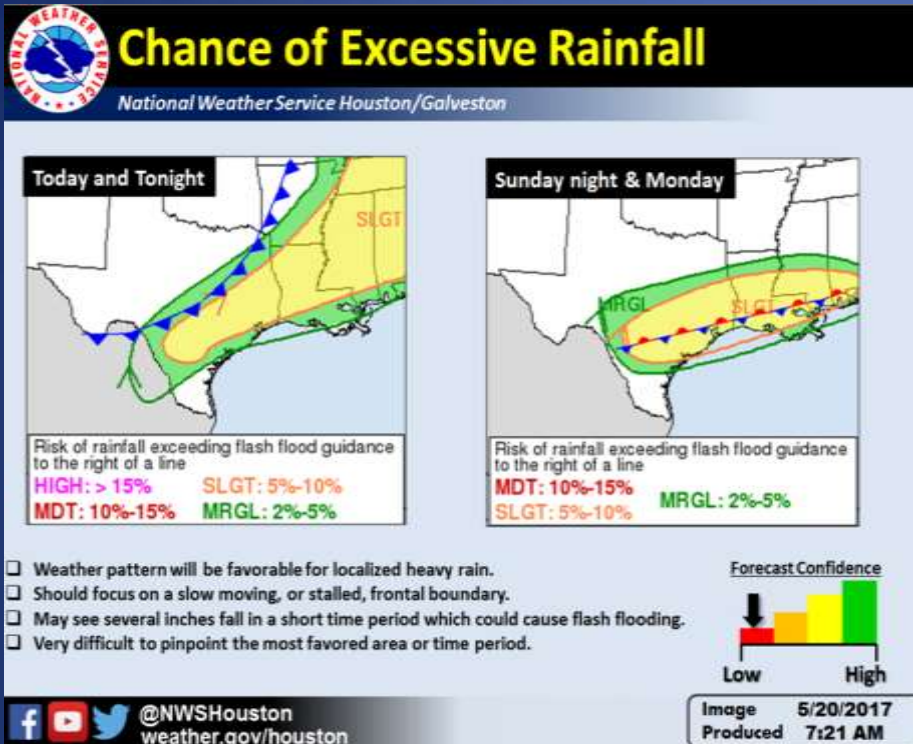 NATIONAL WEATHER SERVICE
Chance of Excessive Rainfall
National Weather Service Houston/Galveston
Today and Tonight
SLGT
Risk of rainfall exceeding flash flood guidance
to the right of a line
HIGH: > 15% SLGT: 5%-10%
MDT: 10%-15% MRGL: 2%-5%
Sunday night & Monday
MRGL
SLGT
Risk of rainfall exceeding flash flood guidance
to the right of a line
MDT: 10%-15%
SLGT: 5%-10% MRGL: 2%-5%
Weather pattern will be favorable for localized heavy rain.
Should focus on a slow moving, or stalled, frontal boundary.
May see several inches fall in a short time period which could cause flash flooding.
Very difficult to pinpoint the most favored area or time period.
Forecast Confidence
Low High
@NWSHouston
weather.gov/houston
Image 5/20/2017
Produced 7:21 AM